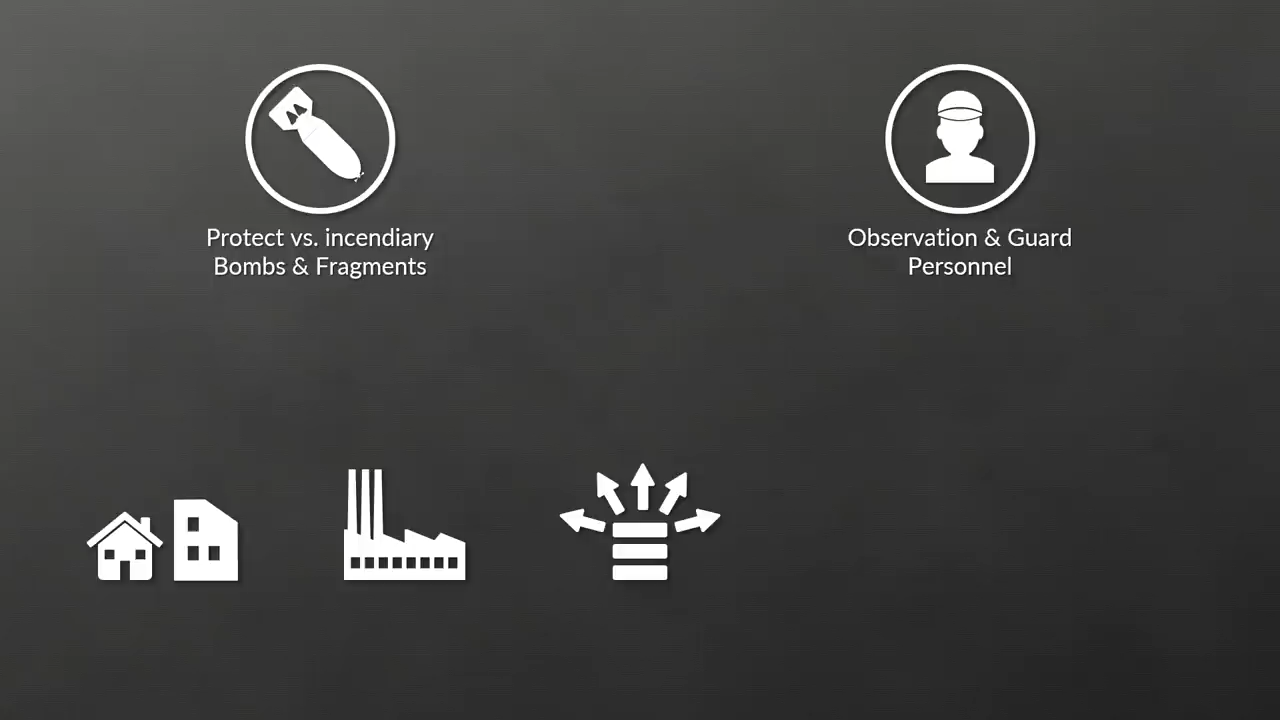 Protect vs. incendiary
Bombs & Fragments
Observation & Guard
Personnel